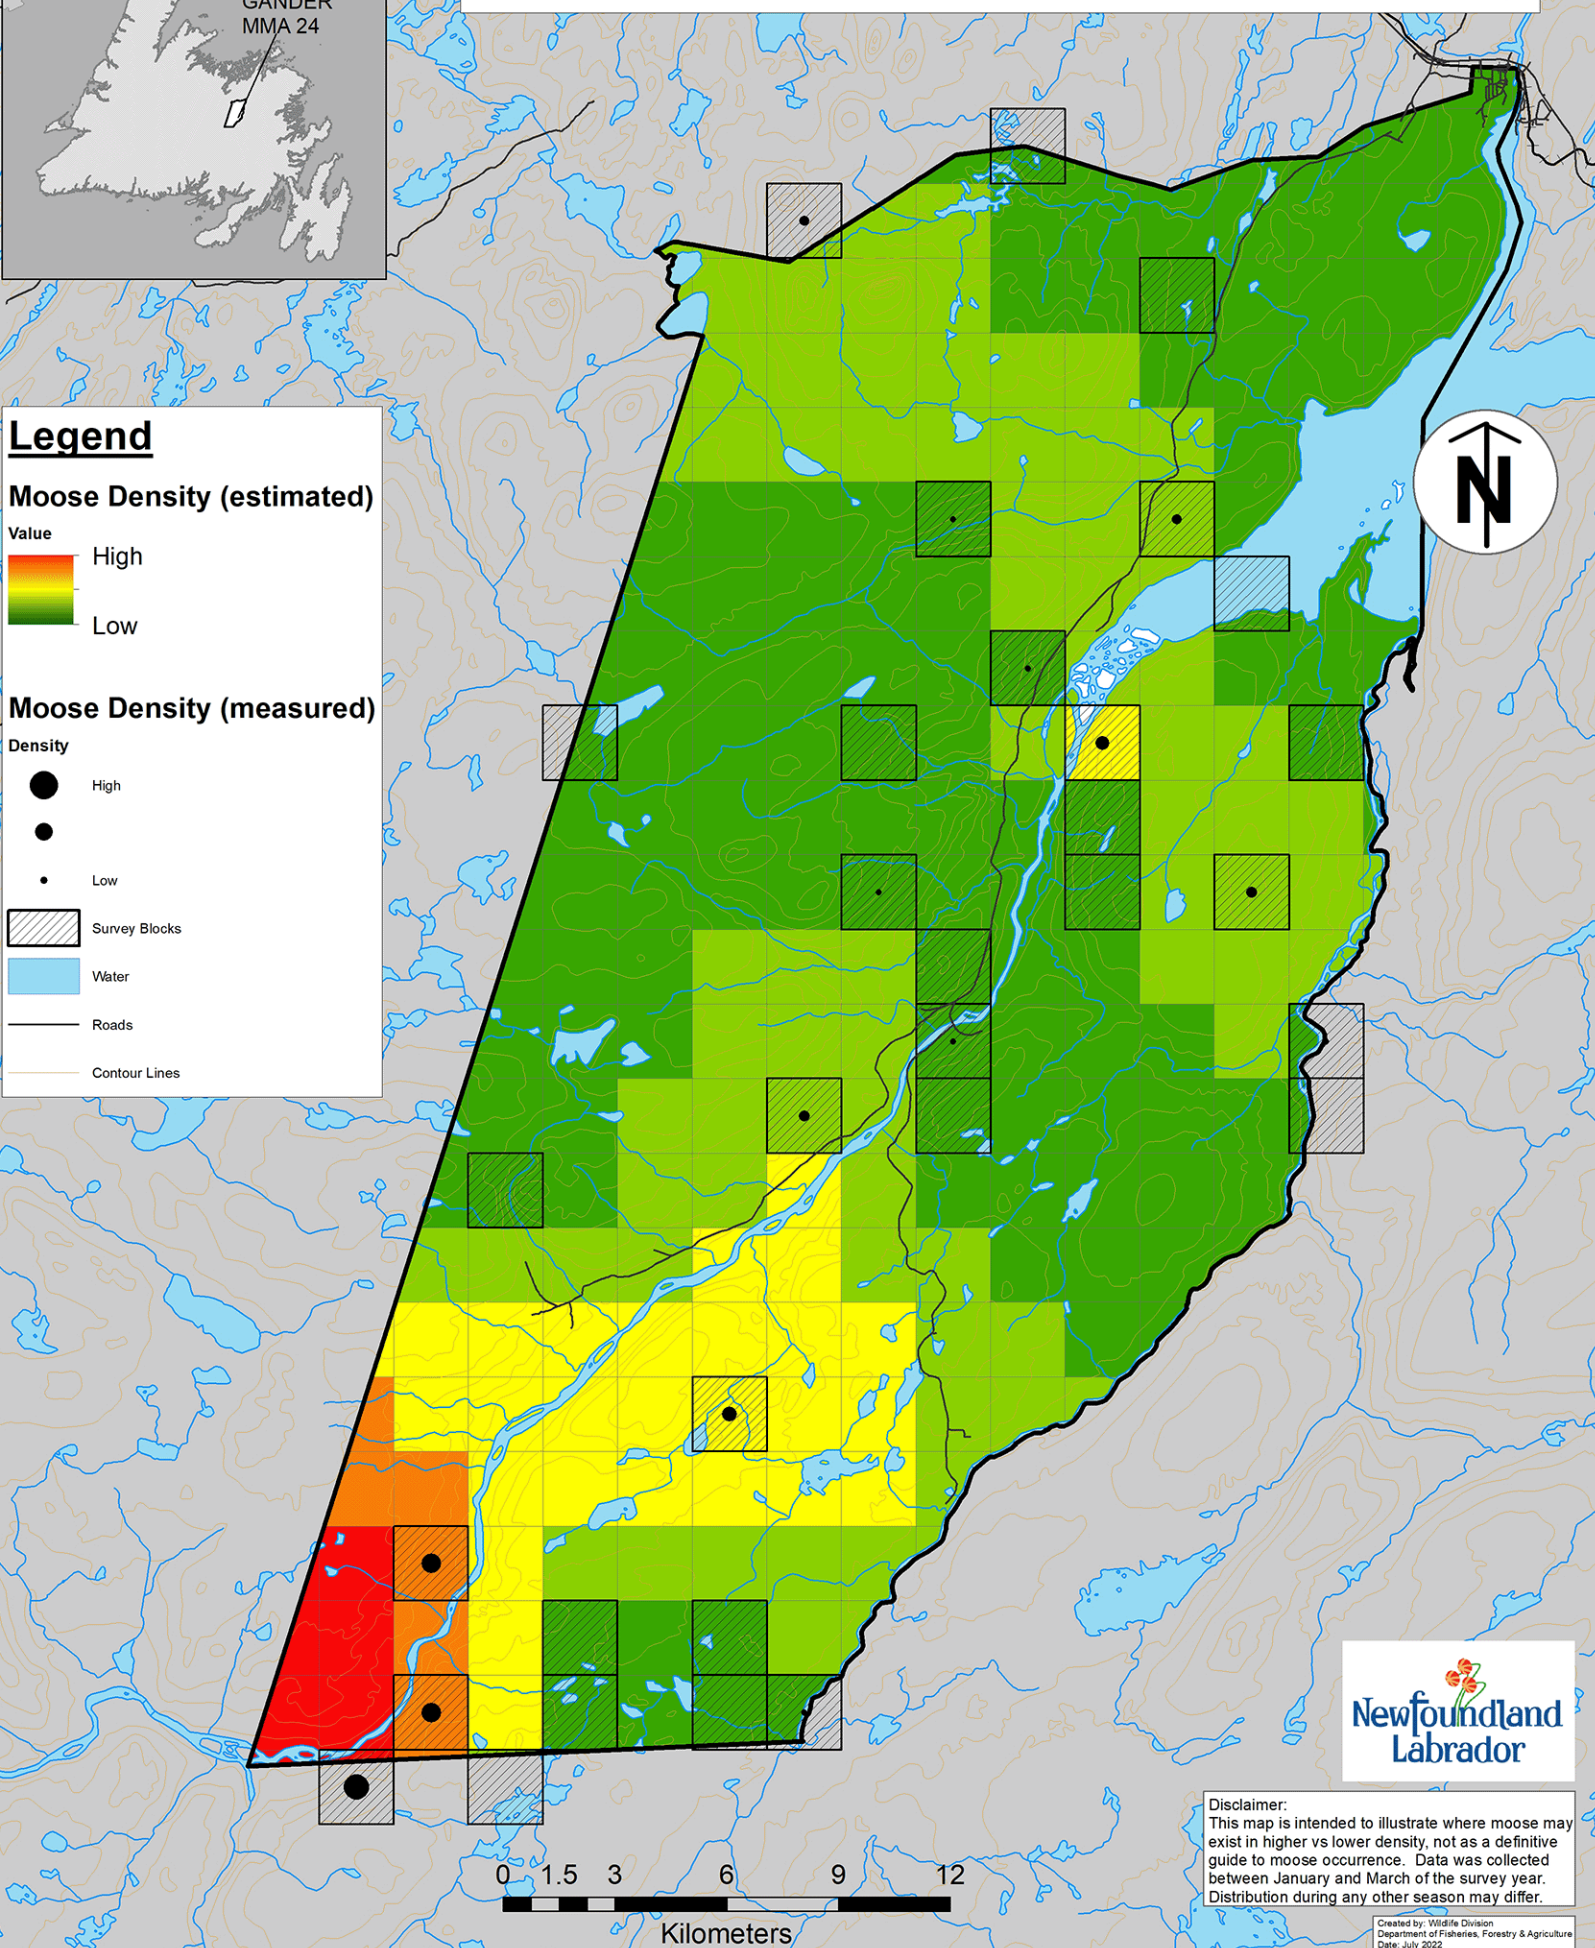 GANDER
MMA 24
Legend
Moose Density (estimated)
Value
High
Low
Moose Density (measured)
Density
High
Low
Survey Blocks
Water
Roads
Contour Lines
N
Newfoundland
Labrador
Disclaimer:
This map is intended to illustrate where moose may
exist in higher vs lower density, not as a definitive
guide to moose occurrence. Data was collected
between January and March of the survey year.
Distribution during any other season may differ.
0 1.5 3 6 9 12
Kilometers
Created by: Wildlife Division
Department of Fisheries, Forestry & Agriculture
Date: July 2022